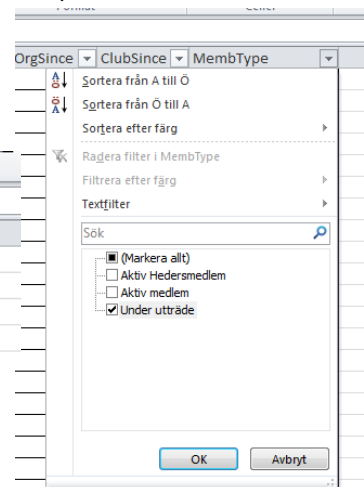 OrgSince ClubSince MembType
Sortera från A till Ö
Sortera från Ö till A
Sortera efter färg
Radera filter i MembType
Filtrera efter färg
Textfilter
Sök
(Markera allt)
Aktiv Hedersmedlem
Aktiv medlem
Under utträde
OK Avbryt